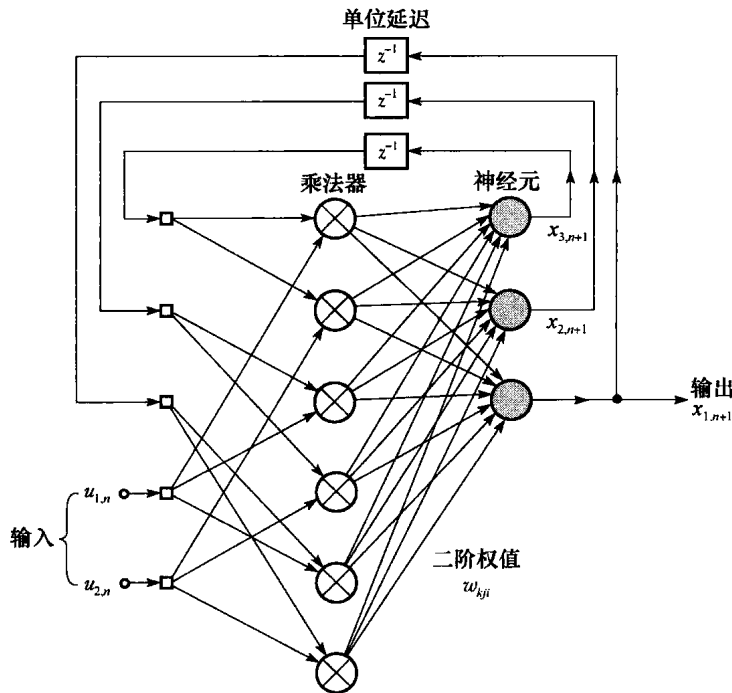 单位延迟
z⁻¹
z⁻¹
z⁻¹
乘法器
神经元
x₃,ₙ₊₁
x₂,ₙ₊₁
输出
x₁,ₙ₊₁
输入
u₁,ₙ
u₂,ₙ
二阶权值
wₖⱼᵢ